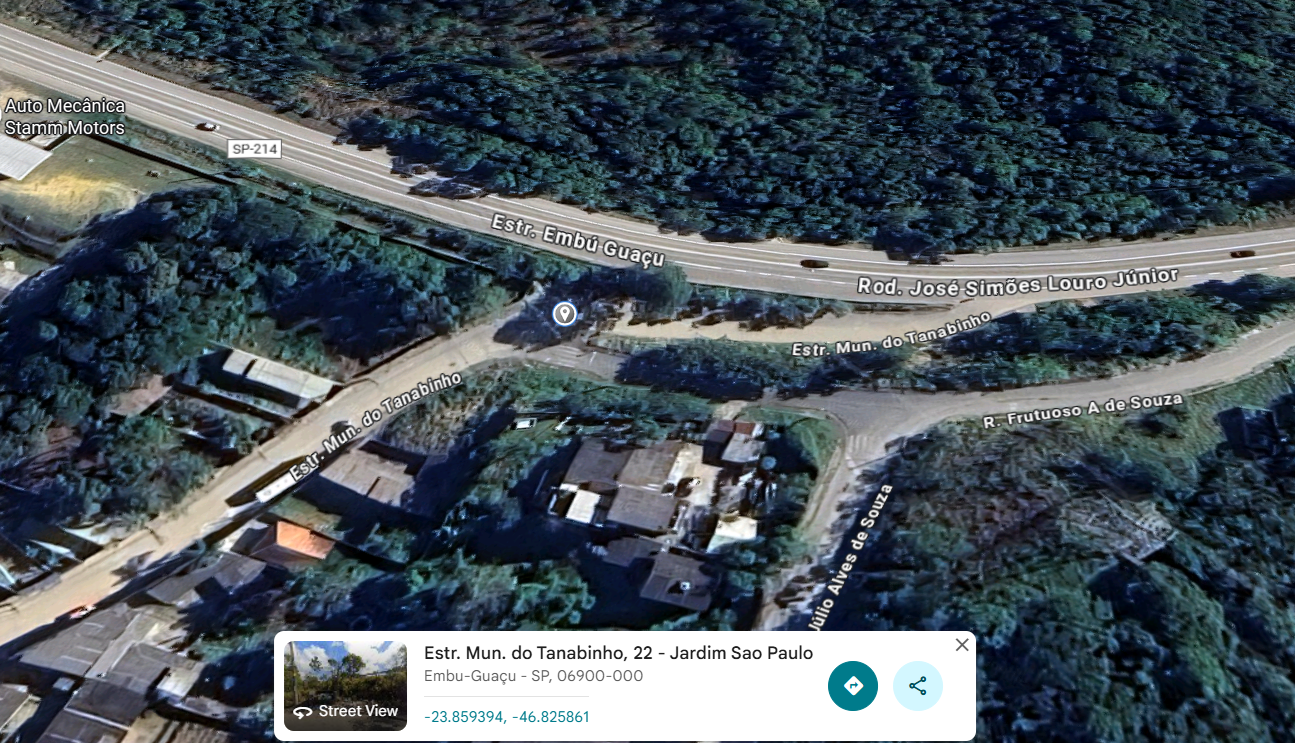 Auto Mecânica
Stamm Motors
SP-214
Estr. Embú Guaçu
Rod. José Simões Louro Júnior
Estr. Mun. do Tanabinho
Estr. Mun. do Tanabinho
R. Frutuoso A de Souza
Júlio Alves de Souza
Estr. Mun. do Tanabinho, 22 - Jardim Sao Paulo
Embu-Guaçu - SP, 06900-000
Street View
-23.859394, -46.825861